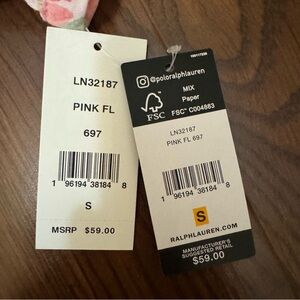 LN32187
PINK FL
697
1 96194 38184 8
S
MSRP $59.00
@poloralphlauren
MIX
Paper
FSC
FSC™ C004883
LN32187
PINK FL 697
1 96194 38184 8
S
RALPHLAUREN.COM
MANUFACTURER'S
SUGGESTED RETAIL
$59.00